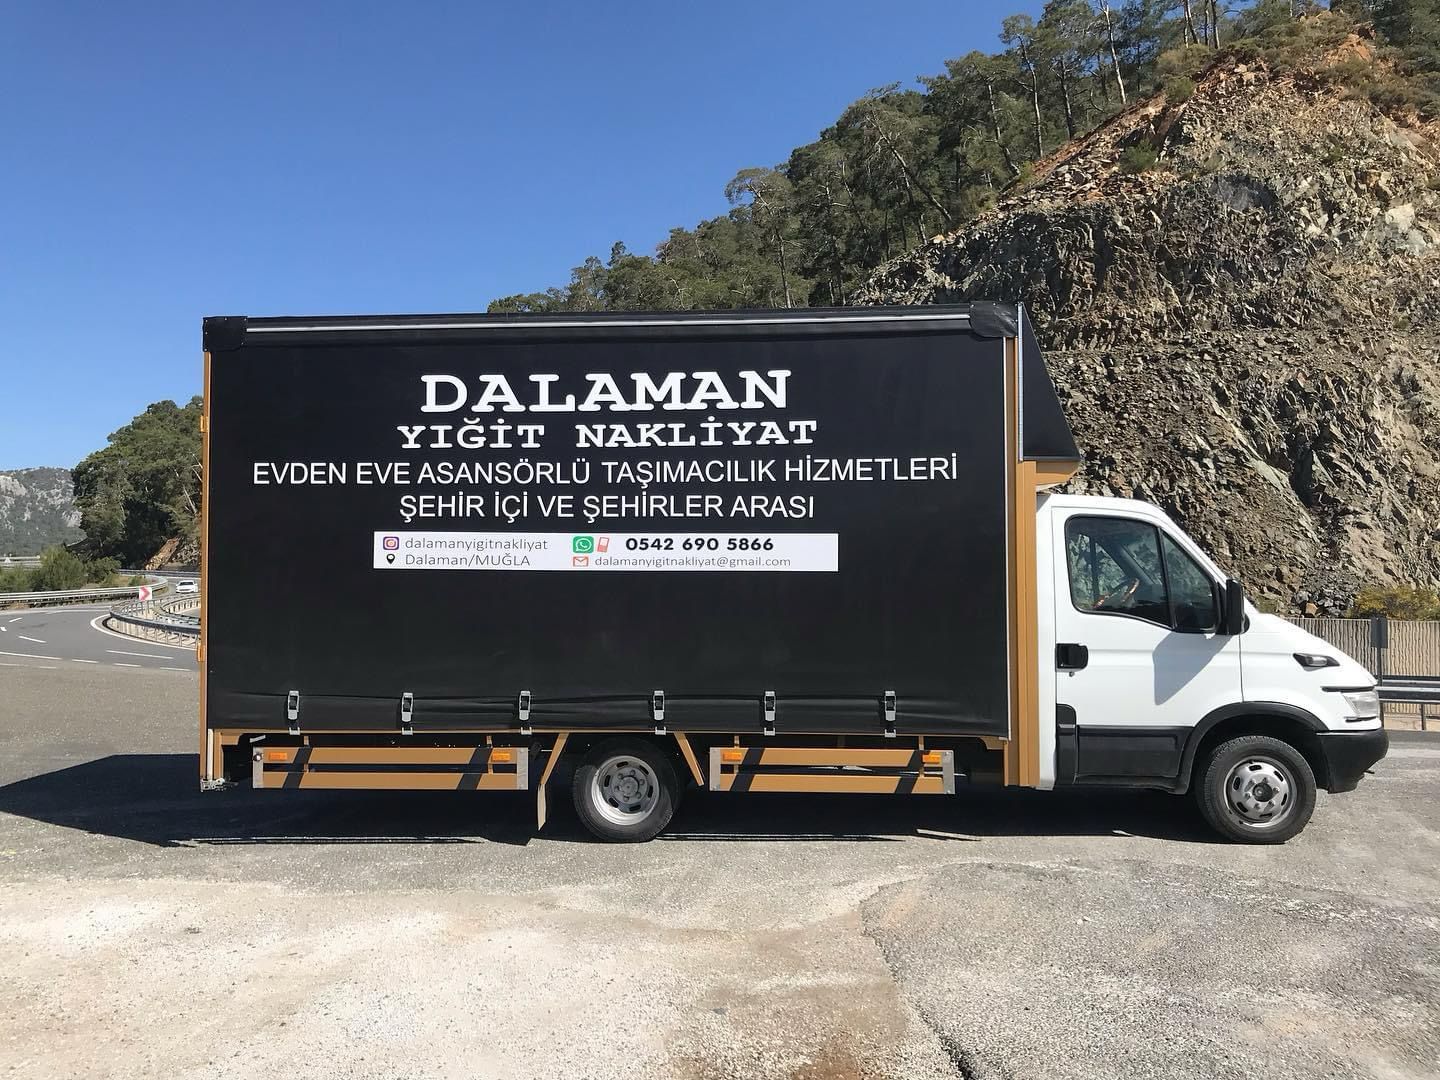 DALAMAN
YIĞİT NAKLİYAT
EVDEN EVE ASANSÖRLÜ TAŞIMACILIK HİZMETLERİ
ŞEHİR İÇİ VE ŞEHİRLER ARASI
dalamanyigitnakliyat 0542 690 5866
Dalaman/MUĞLA dalamanyigitnakliyat@gmail.com